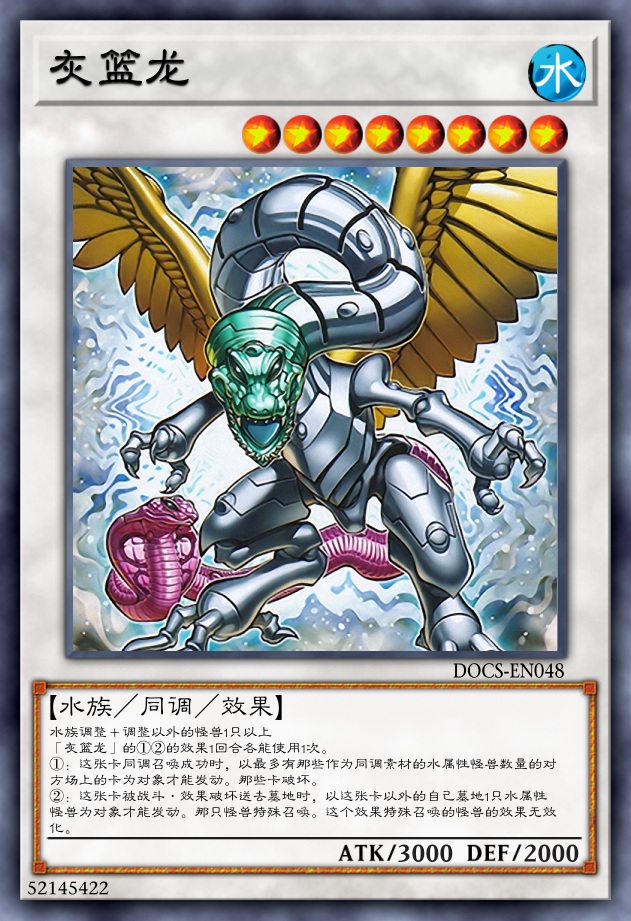 灰篮龙
水
DOCS-EN048
【水族／同调／效果】
水族调整＋调整以外的怪兽1只以上
「灰篮龙」的①②的效果1回合各能使用1次。
①：这张卡同调召唤成功时，以最多有那些作为同调素材的水属性怪兽数量的对
方场上的卡为对象才能发动。那些卡破坏。
②：这张卡被战斗·效果破坏送去墓地时，以这张卡以外的自己墓地1只水属性
怪兽为对象才能发动。那只怪兽特殊召唤。这个效果特殊召唤的怪兽的效果无效
化。
ATK/3000 DEF/2000
52145422